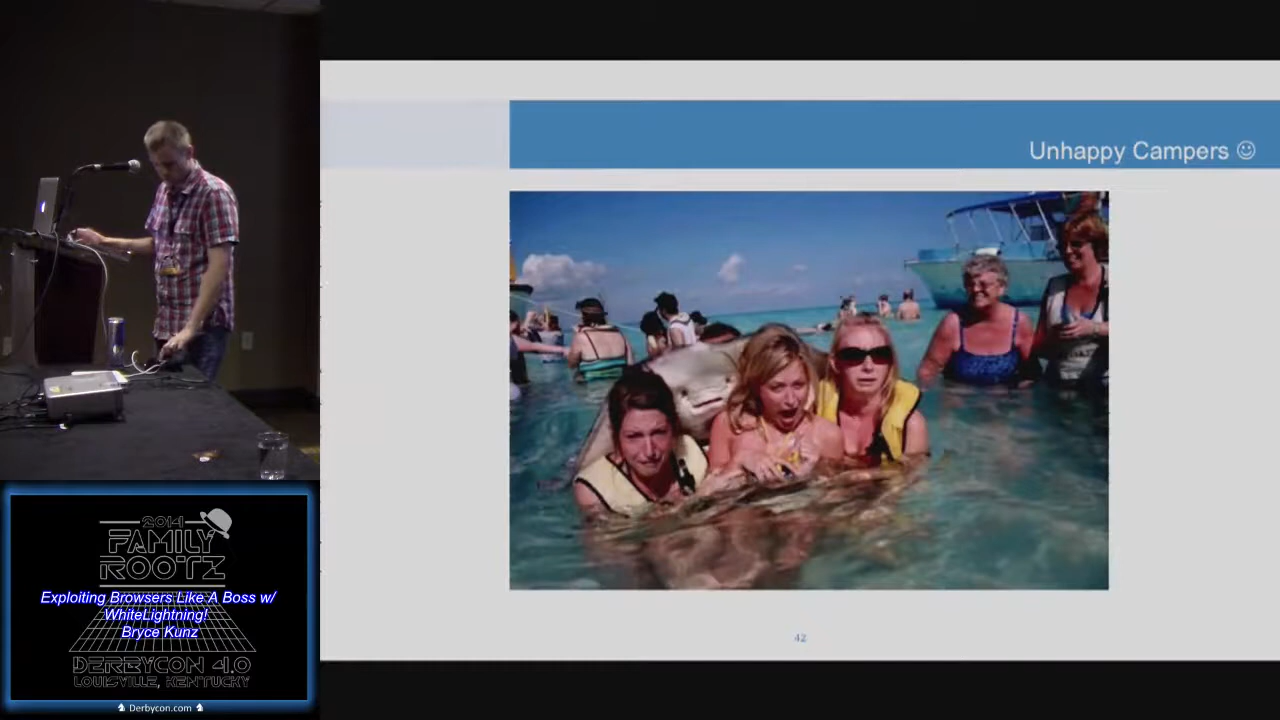 Unhappy Campers ☺
42
2014
FAMILY
ROOTZ
Exploiting Browsers Like A Boss w/
WhiteLightning!
Bryce Kunz
DERBYCON 4.0
LOUISVILLE, KENTUCKY
Derbycon.com